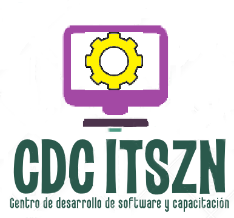 CDC ITSZN
Centro de desarrollo de software y capacitación